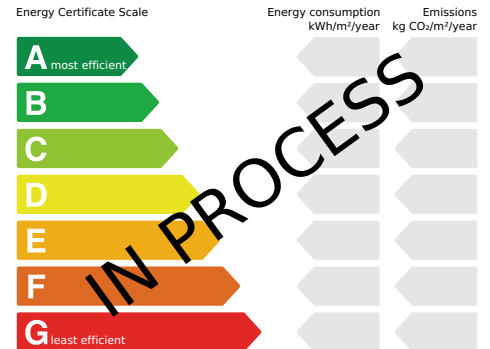 Energy Certificate Scale
Energy consumption
kWh/m²/year
Emissions
kg CO₂/m²/year
A most efficient
B
C
D
E
F
G least efficient
IN PROCESS